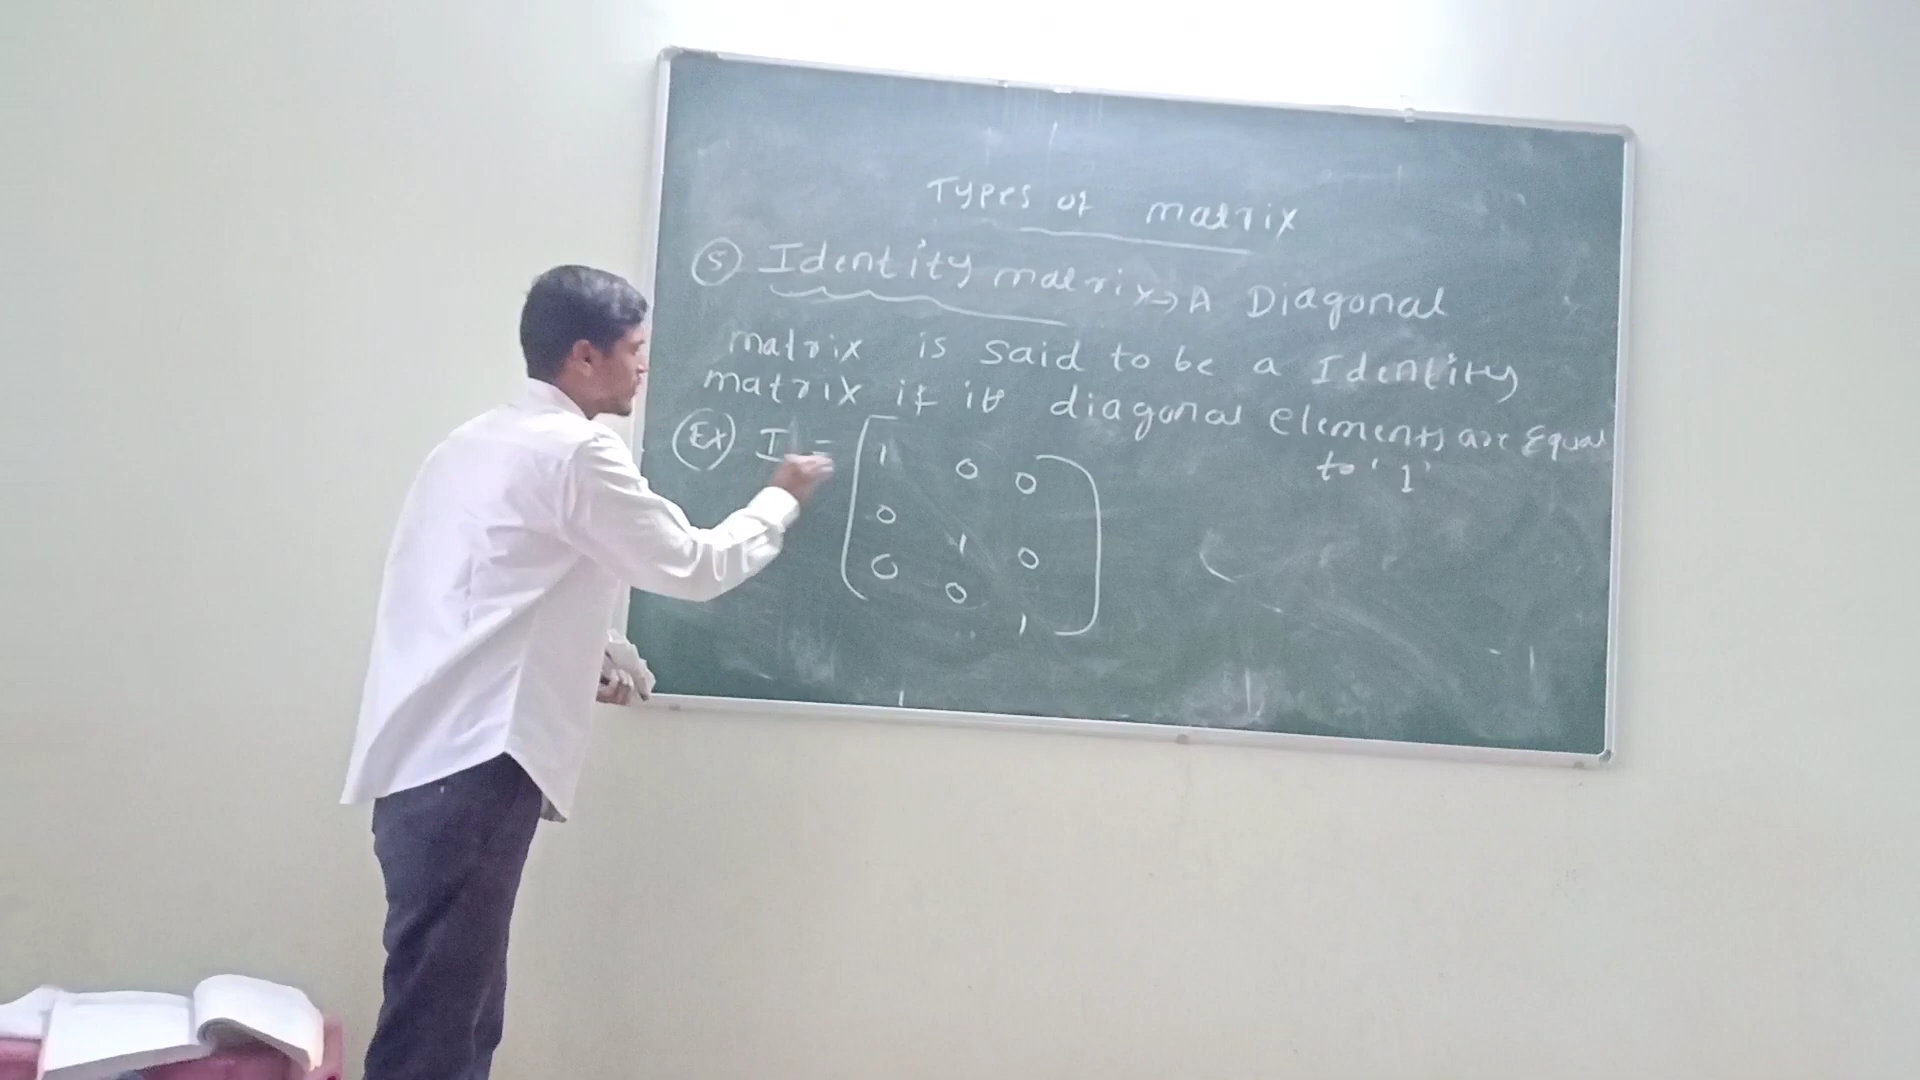 Types of matrix
(5) Identity matrix → A Diagonal
matrix is said to be a Identity
matrix if it diagonal elements are Equal
to '1'
(Ex) I = [1 0 0
0 1 0
0 0 1]